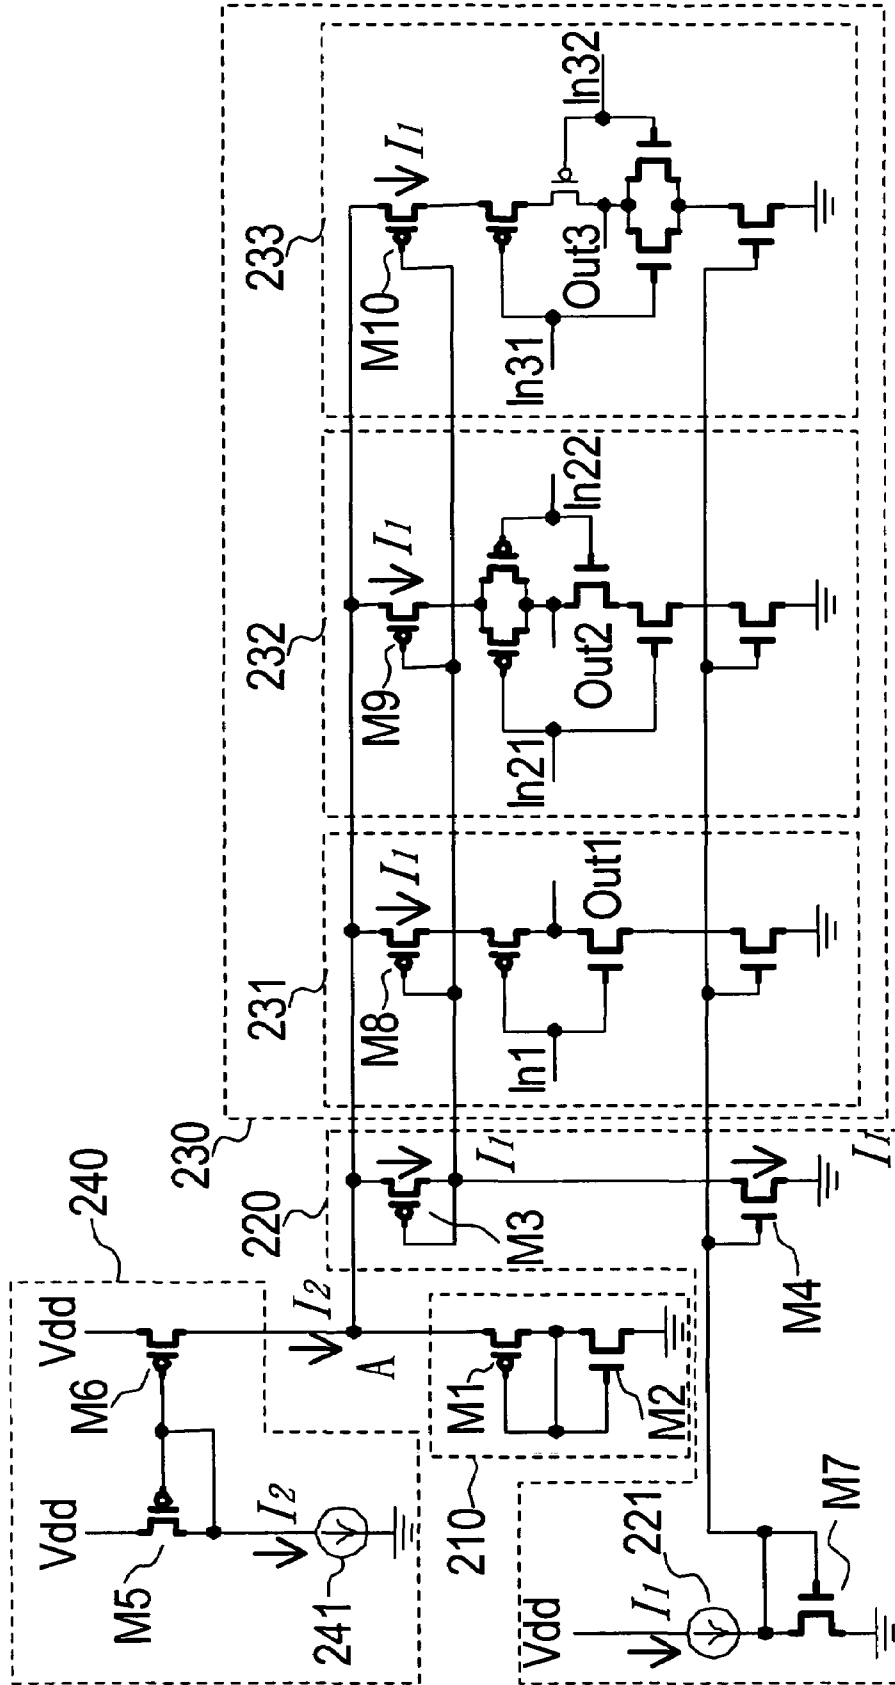 240
Vdd
Vdd
M5
M6
I2
I2
241
A
210
M1
M2
Vdd
221
I1
M7
220
M3
I1
M4
I1
230
231
M8
I1
In1
Out1
232
M9
I1
In21
In22
Out2
233
M10
I1
In31
In32
Out3